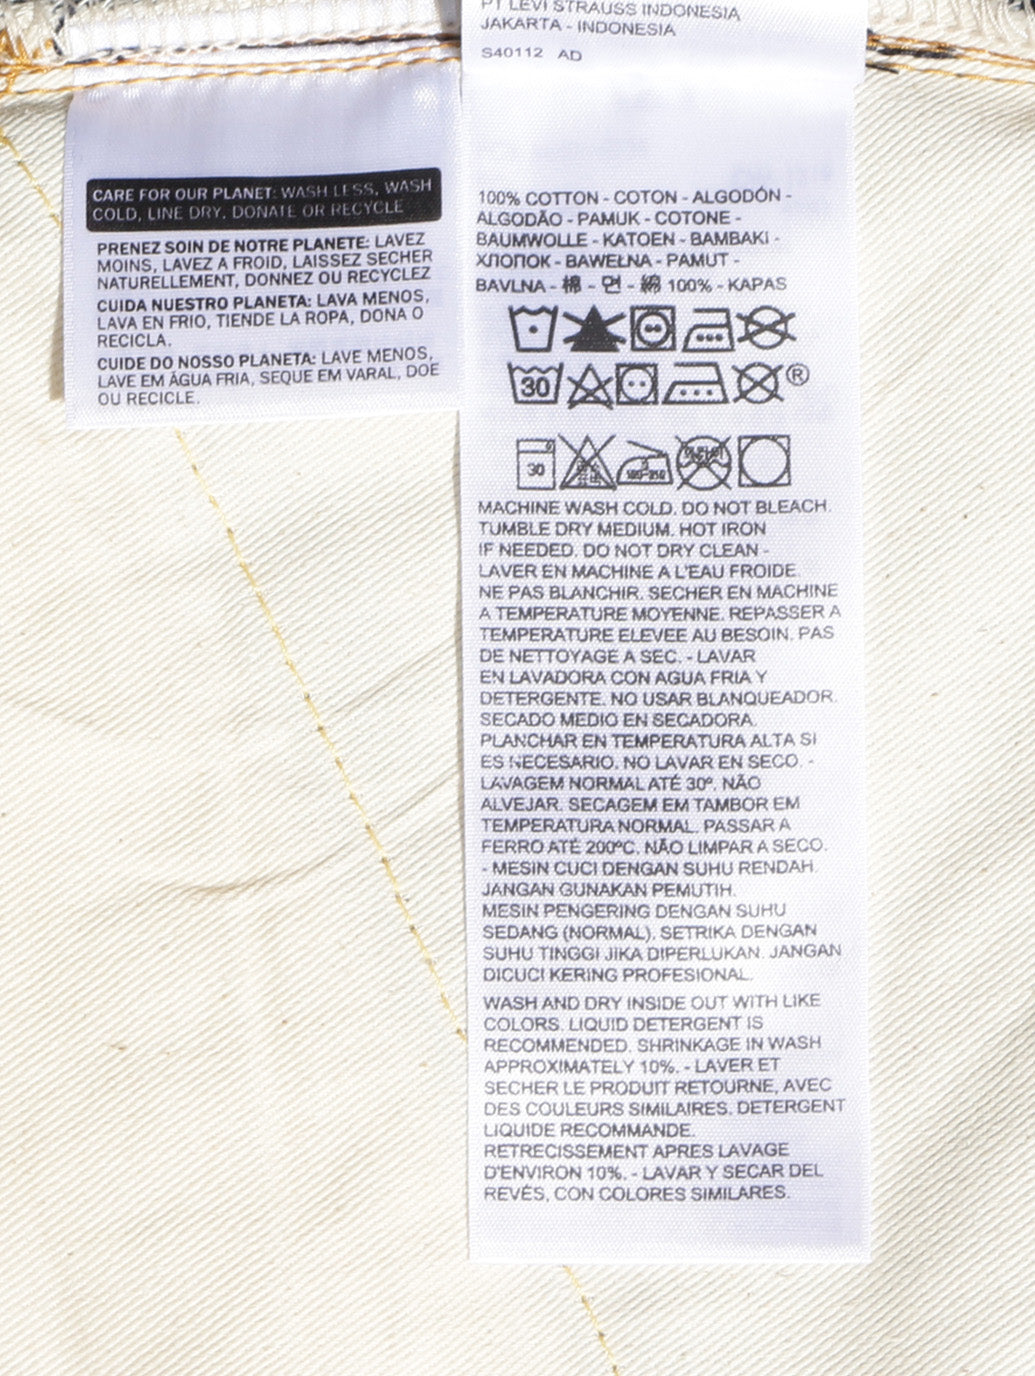 CARE FOR OUR PLANET: WASH LESS, WASH
COLD, LINE DRY, DONATE OR RECYCLE
PRENEZ SOIN DE NOTRE PLANETE: LAVEZ
MOINS, LAVEZ A FROID, LAISSEZ SECHER
NATURELLEMENT, DONNEZ OU RECYCLEZ
CUIDA NUESTRO PLANETA: LAVA MENOS,
LAVA EN FRIO, TIENDE LA ROPA, DONA O
RECICLA.
CUIDE DO NOSSO PLANETA: LAVE MENOS,
LAVE EM ÁGUA FRIA, SEQUE EM VARAL, DOE
OU RECICLE.
PT LEVI STRAUSS INDONESIA
JAKARTA - INDONESIA
S40112 AD
100% COTTON - COTON - ALGODÓN -
ALGODÃO - PAMUK - COTONE -
BAUMWOLLE - KATOEN - BAMBAKI -
ХЛОПОК - BAWEŁNA - PAMUT -
BAVLNA - 棉 - 면 - 綿 100% - KAPAS
30 ®
30
MACHINE WASH COLD. DO NOT BLEACH.
TUMBLE DRY MEDIUM. HOT IRON
IF NEEDED. DO NOT DRY CLEAN -
LAVER EN MACHINE A L'EAU FROIDE.
NE PAS BLANCHIR. SECHER EN MACHINE
A TEMPERATURE MOYENNE. REPASSER A
TEMPERATURE ELEVEE AU BESOIN. PAS
DE NETTOYAGE A SEC. - LAVAR
EN LAVADORA CON AGUA FRIA Y
DETERGENTE. NO USAR BLANQUEADOR.
SECADO MEDIO EN SECADORA.
PLANCHAR EN TEMPERATURA ALTA SI
ES NECESARIO. NO LAVAR EN SECO. -
LAVAGEM NORMAL ATÉ 30º. NÃO
ALVEJAR. SECAGEM EM TAMBOR EM
TEMPERATURA NORMAL. PASSAR A
FERRO ATÉ 200ºC. NÃO LIMPAR A SECO.
- MESIN CUCI DENGAN SUHU RENDAH.
JANGAN GUNAKAN PEMUTIH.
MESIN PENGERING DENGAN SUHU
SEDANG (NORMAL). SETRIKA DENGAN
SUHU TINGGI JIKA DIPERLUKAN. JANGAN
DICUCI KERING PROFESIONAL.
WASH AND DRY INSIDE OUT WITH LIKE
COLORS. LIQUID DETERGENT IS
RECOMMENDED. SHRINKAGE IN WASH
APPROXIMATELY 10%. - LAVER ET
SECHER LE PRODUIT RETOURNE, AVEC
DES COULEURS SIMILAIRES. DETERGENT
LIQUIDE RECOMMANDE.
RETRECISSEMENT APRES LAVAGE
D'ENVIRON 10%. - LAVAR Y SECAR DEL
REVÉS, CON COLORES SIMILARES.